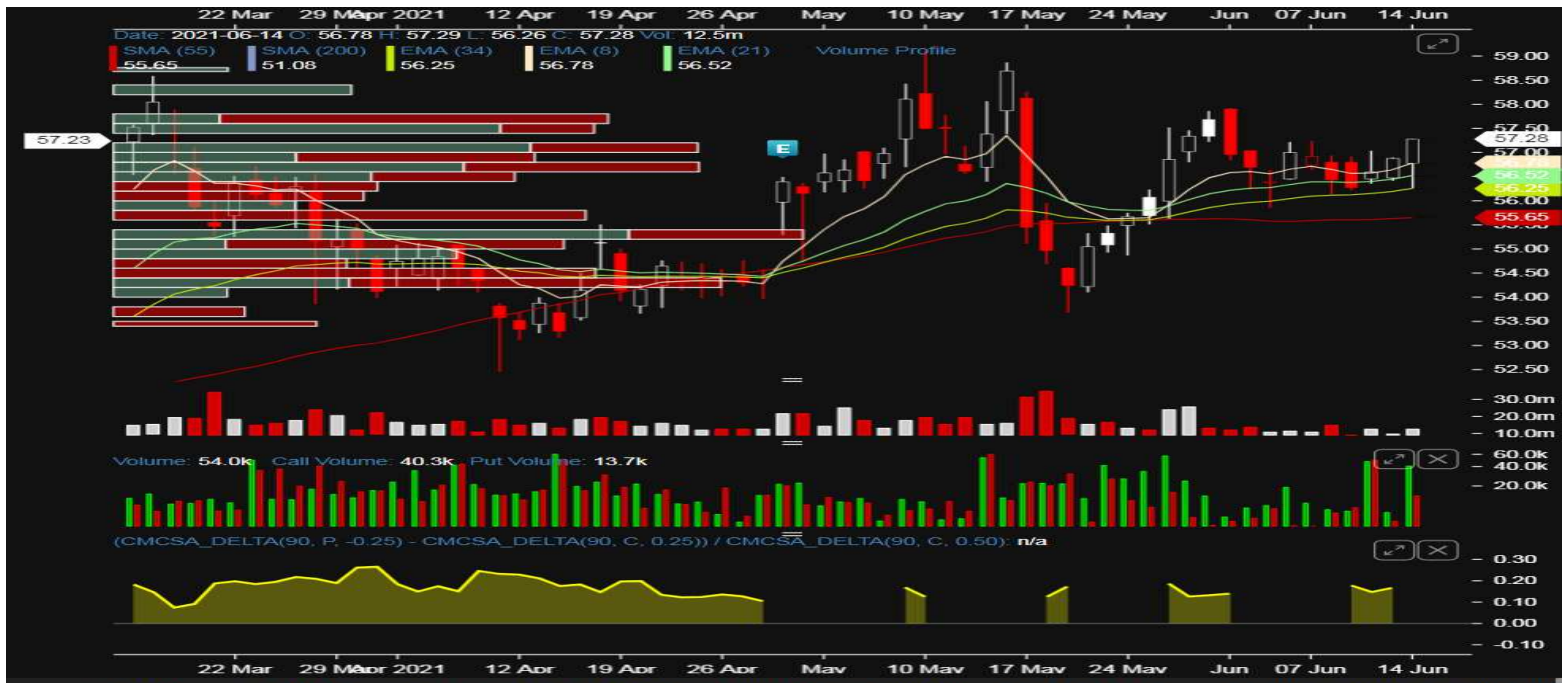 22 Mar 29 Mar Apr 2021 12 Apr 19 Apr 26 Apr May 10 May 17 May 24 May Jun 07 Jun 14 Jun
Date: 2021-06-14 O: 56.78 H: 57.29 L: 56.26 C: 57.28 Vol: 12.5m
SMA (55) SMA (200) EMA (34) EMA (8) EMA (21) Volume Profile
55.65 51.08 56.25 56.78 56.52
59.00
58.50
58.00
57.50
57.23
57.28
57.00
56.78
56.52
56.25
56.00
55.65
55.50
55.00
54.50
54.00
53.50
53.00
52.50
E
30.0m
20.0m
10.0m
Volume: 54.0k Call Volume: 40.3k Put Volume: 13.7k
60.0k
40.0k
20.0k
(CMCSA_DELTA(90, P, -0.25) - CMCSA_DELTA(90, C, 0.25)) / CMCSA_DELTA(90, C, 0.50): n/a
0.30
0.20
0.10
0.00
-0.10
22 Mar 29 Mar Apr 2021 12 Apr 19 Apr 26 Apr May 10 May 17 May 24 May Jun 07 Jun 14 Jun